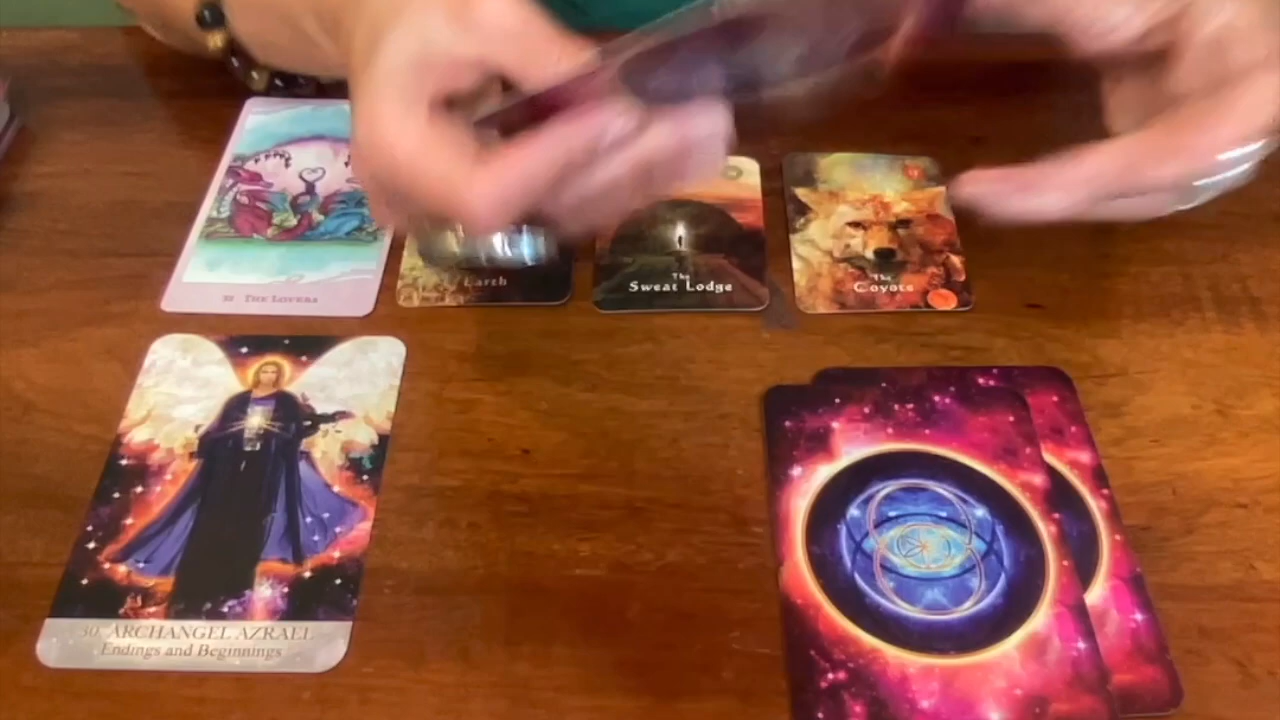 THE LOVERS
Earth
The
Sweat Lodge
The
Coyote
30. ARCHANGEL AZRAEL
Endings and Beginnings